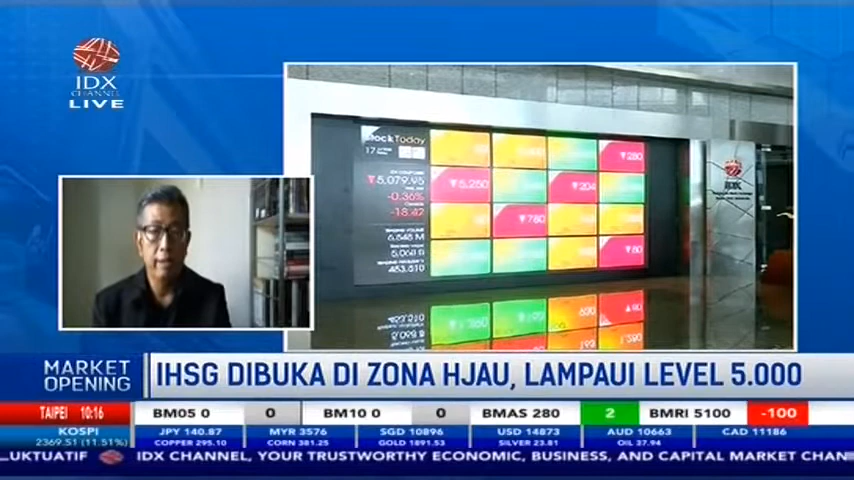 IDX
CHANNEL
LIVE
StockToday
17
▼5,079.95
-0.36%
-18.42
453.610
▼280
▼5,250
▼204
▼780
▼80
IDX
MARKET
OPENING
IHSG DIBUKA DI ZONA HJAU, LAMPAUI LEVEL 5.000
TAIPEI 10:16
BM05 0 0 BM10 0 0 BMAS 280 2 BMRI 5100 -100
KOSPI
2369.51 (11.51%)
JPY 140.87 MYR 3576 SGD 10896 USD 14873 AUD 10663 CAD 11186
COPPER 295.10 CORN 381.25 GOLD 1891.53 SILVER 23.81 OIL 37.94
LUKTUATIF IDX CHANNEL, YOUR TRUSTWORTHY ECONOMIC, BUSINESS, AND CAPITAL MARKET CHAN